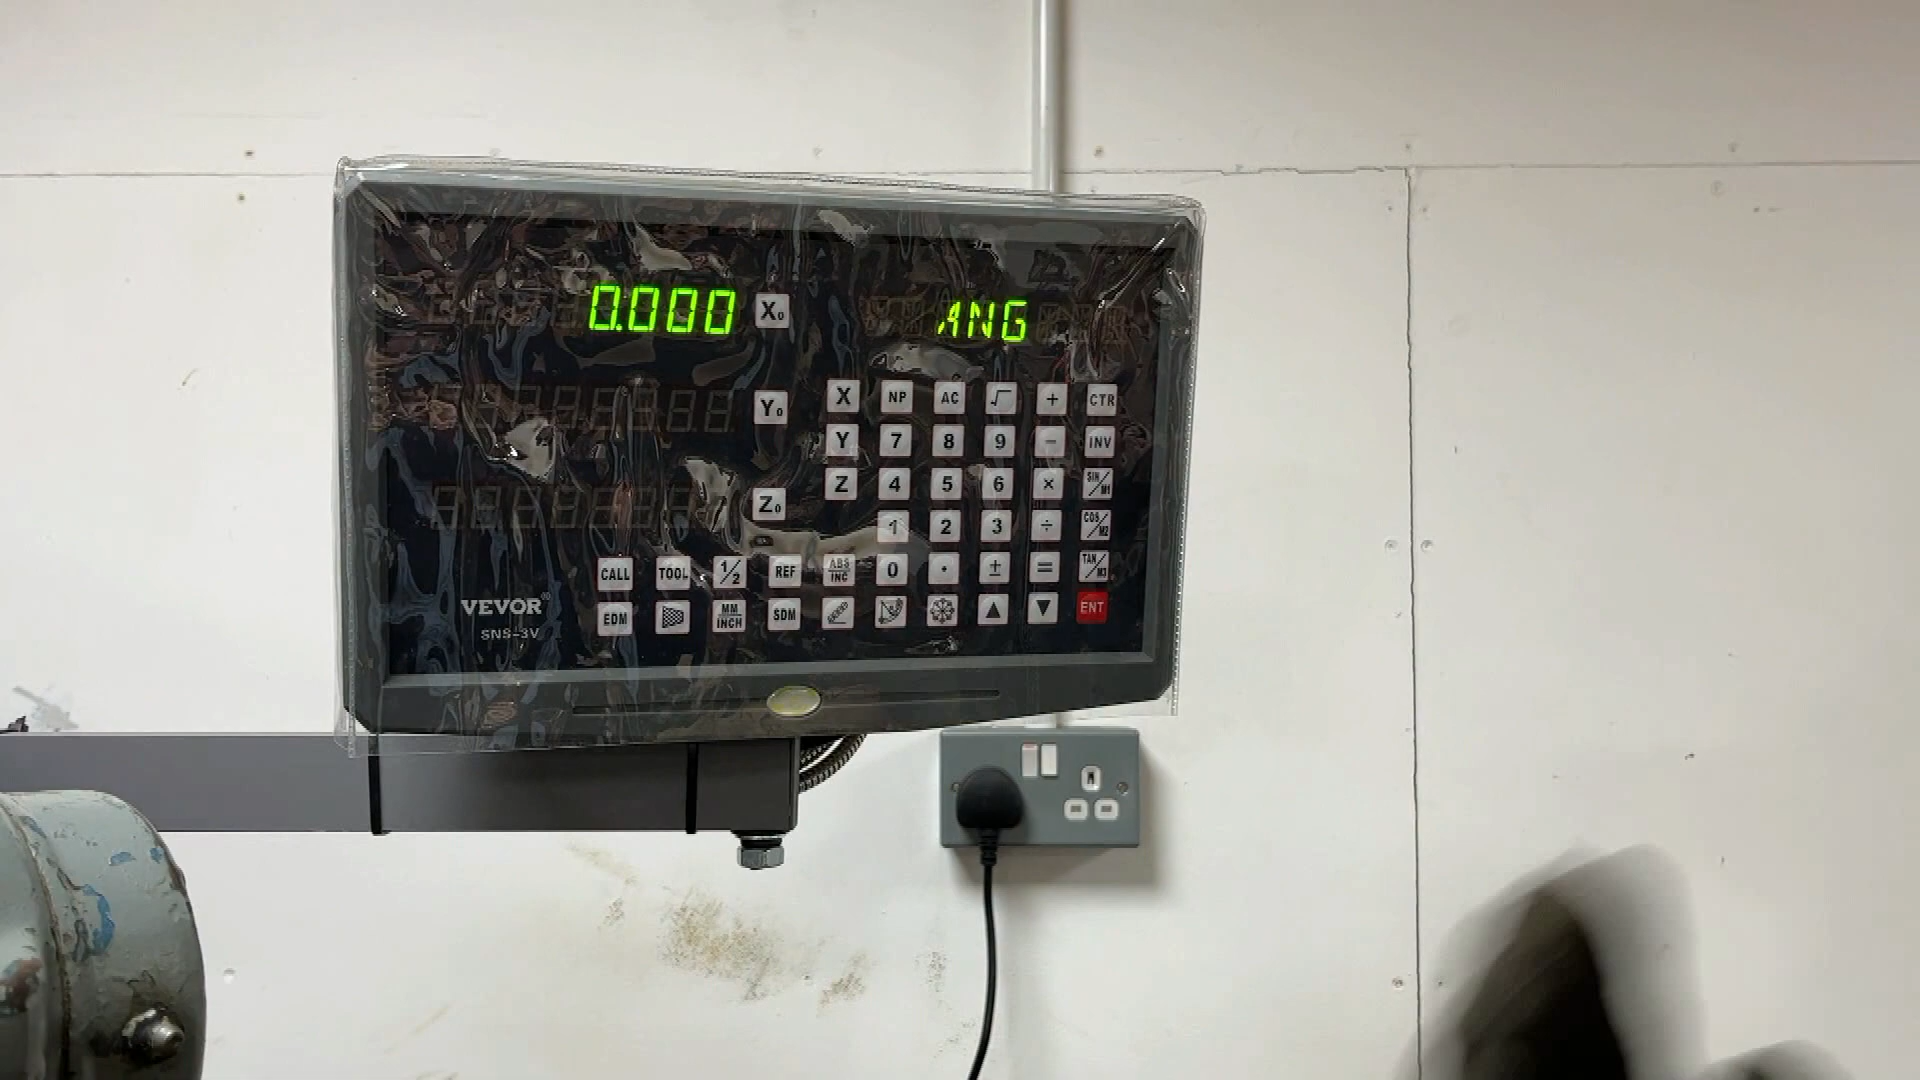 0.000 X₀ ANG
Y₀ X NP AC √ + CTR
Y 7 8 9 - INV
Z₀ Z 4 5 6 × SIN/M1
1 2 3 ÷ COS/M2
CALL TOOL 1/2 REF ABS/INC 0 . ± = TAN/M3
VEVOR® EDM MM/INCH SDM ▲ ▼ ENT
SNS-3V